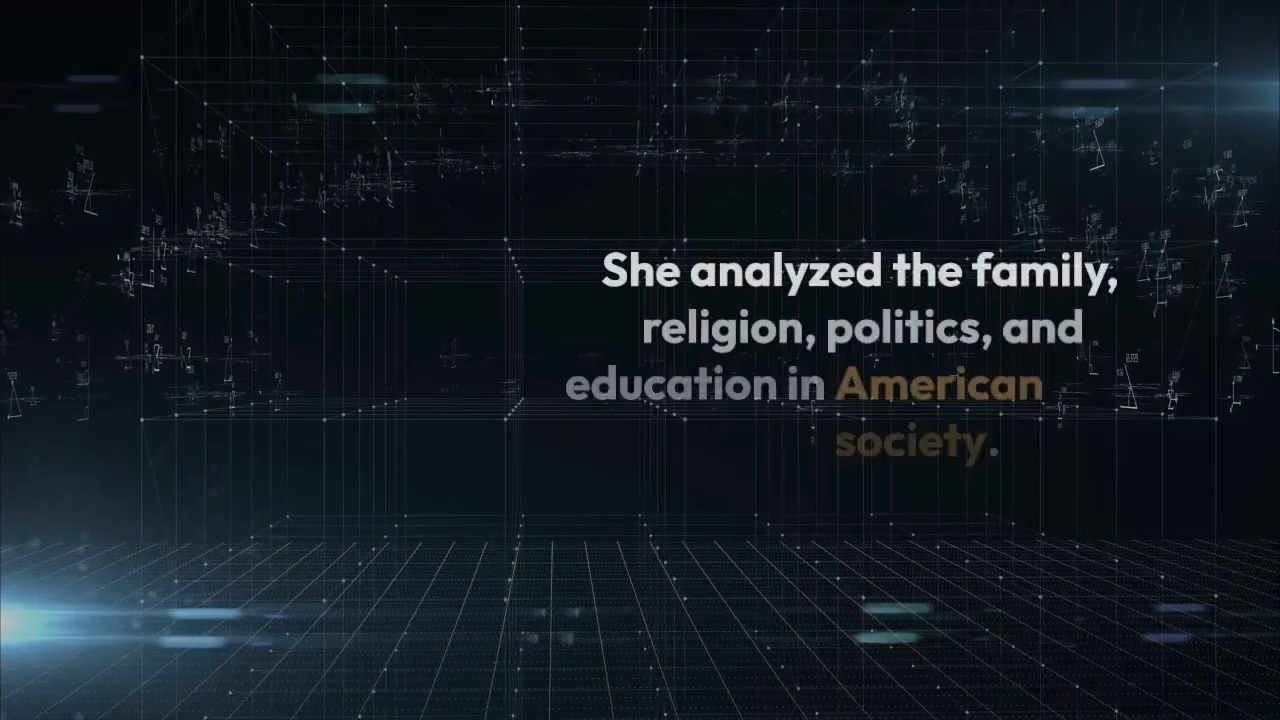 She analyzed the family,
religion, politics, and
education in American
society.